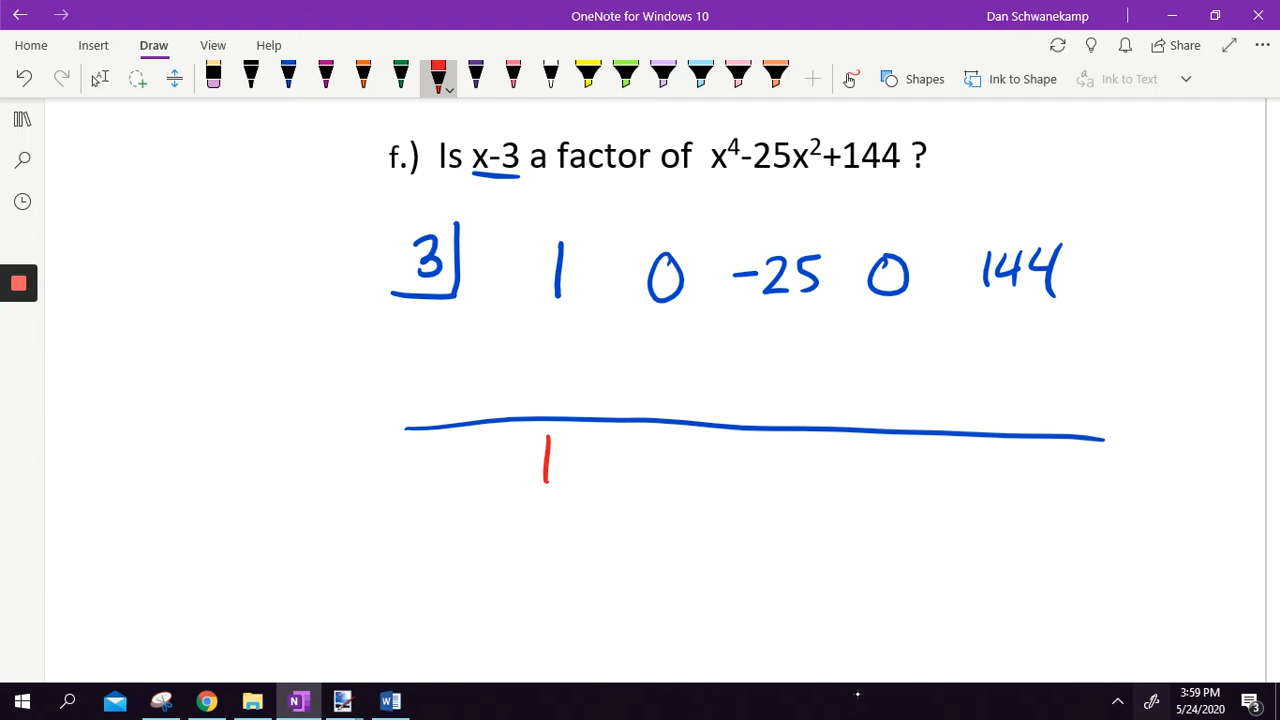 OneNote for Windows 10
Dan Schwanekamp
Home Insert Draw View Help
Share
Shapes
Ink to Shape
Ink to Text
f.) Is x-3 a factor of x⁴-25x²+144 ?
3 1 0 -25 0 144
1
3:59 PM
5/24/2020
3